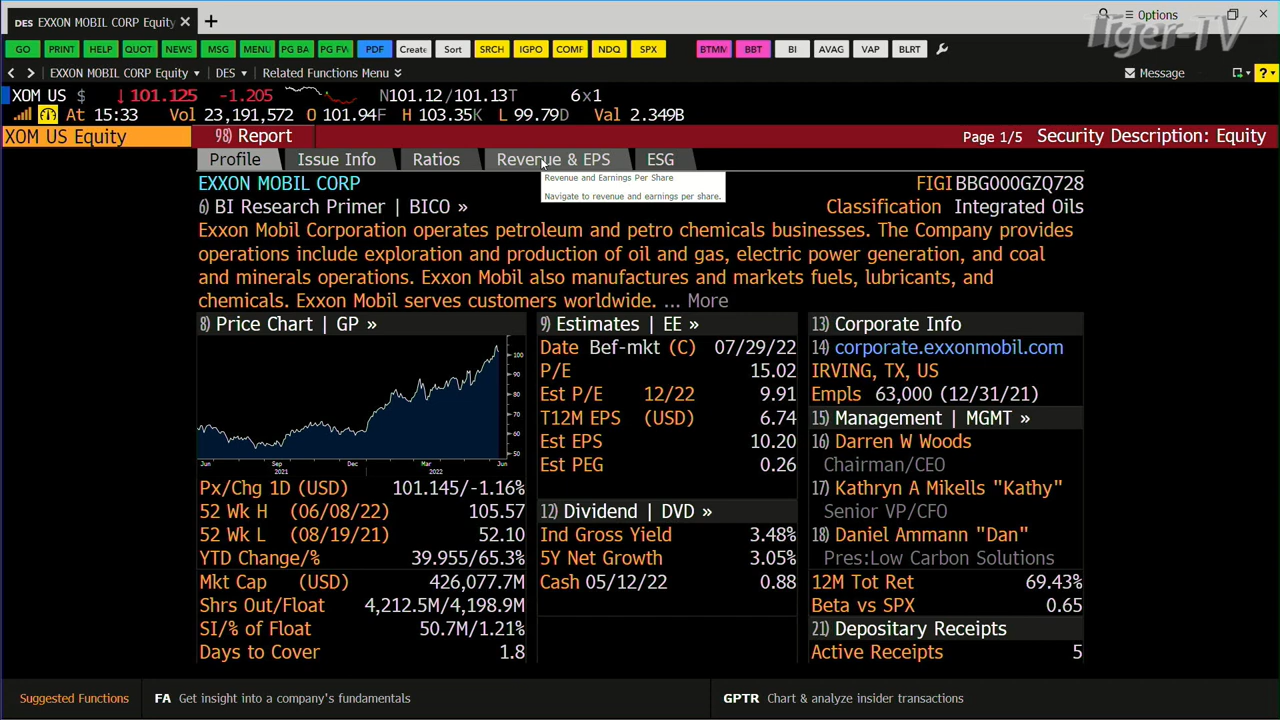 DES EXXON MOBIL CORP Equity × +
Options
Tiger-TV
GO PRINT HELP QUOT NEWS MSG MENU PG BA PG FW PDF Create Sort SRCH IGPO COMF NDQ SPX BTMM BBT BI AVAG VAP BLRT
< > EXXON MOBIL CORP Equity DES Related Functions Menu Message ?
XOM US $ ↓101.125 -1.205 N101.12/101.13T 6x1
At 15:33 Vol 23,191,572 O 101.94F H 103.35K L 99.79D Val 2.349B
XOM US Equity 98) Report Page 1/5 Security Description: Equity
Profile Issue Info Ratios Revenue & EPS ESG
Revenue and Earnings Per Share
Navigate to revenue and earnings per share.
EXXON MOBIL CORP FIGI BBG000GZQ728
6) BI Research Primer | BICO » Classification Integrated Oils
Exxon Mobil Corporation operates petroleum and petro chemicals businesses. The Company provides
operations include exploration and production of oil and gas, electric power generation, and coal
and minerals operations. Exxon Mobil also manufactures and markets fuels, lubricants, and
chemicals. Exxon Mobil serves customers worldwide. ... More
8) Price Chart | GP »
100
90
80
70
60
50
Jun Sep Dec Mar Jun
2021 2022
Px/Chg 1D (USD) 101.145/-1.16%
52 Wk H (06/08/22) 105.57
52 Wk L (08/19/21) 52.10
YTD Change/% 39.955/65.3%
Mkt Cap (USD) 426,077.7M
Shrs Out/Float 4,212.5M/4,198.9M
SI/% of Float 50.7M/1.21%
Days to Cover 1.8
9) Estimates | EE »
Date Bef-mkt (C) 07/29/22
P/E 15.02
Est P/E 12/22 9.91
T12M EPS (USD) 6.74
Est EPS 10.20
Est PEG 0.26
12) Dividend | DVD »
Ind Gross Yield 3.48%
5Y Net Growth 3.05%
Cash 05/12/22 0.88
13) Corporate Info
14) corporate.exxonmobil.com
IRVING, TX, US
Empls 63,000 (12/31/21)
15) Management | MGMT »
16) Darren W Woods
Chairman/CEO
17) Kathryn A Mikells "Kathy"
Senior VP/CFO
18) Daniel Ammann "Dan"
Pres:Low Carbon Solutions
12M Tot Ret 69.43%
Beta vs SPX 0.65
21) Depositary Receipts
Active Receipts 5
Suggested Functions FA Get insight into a company's fundamentals GPTR Chart & analyze insider transactions